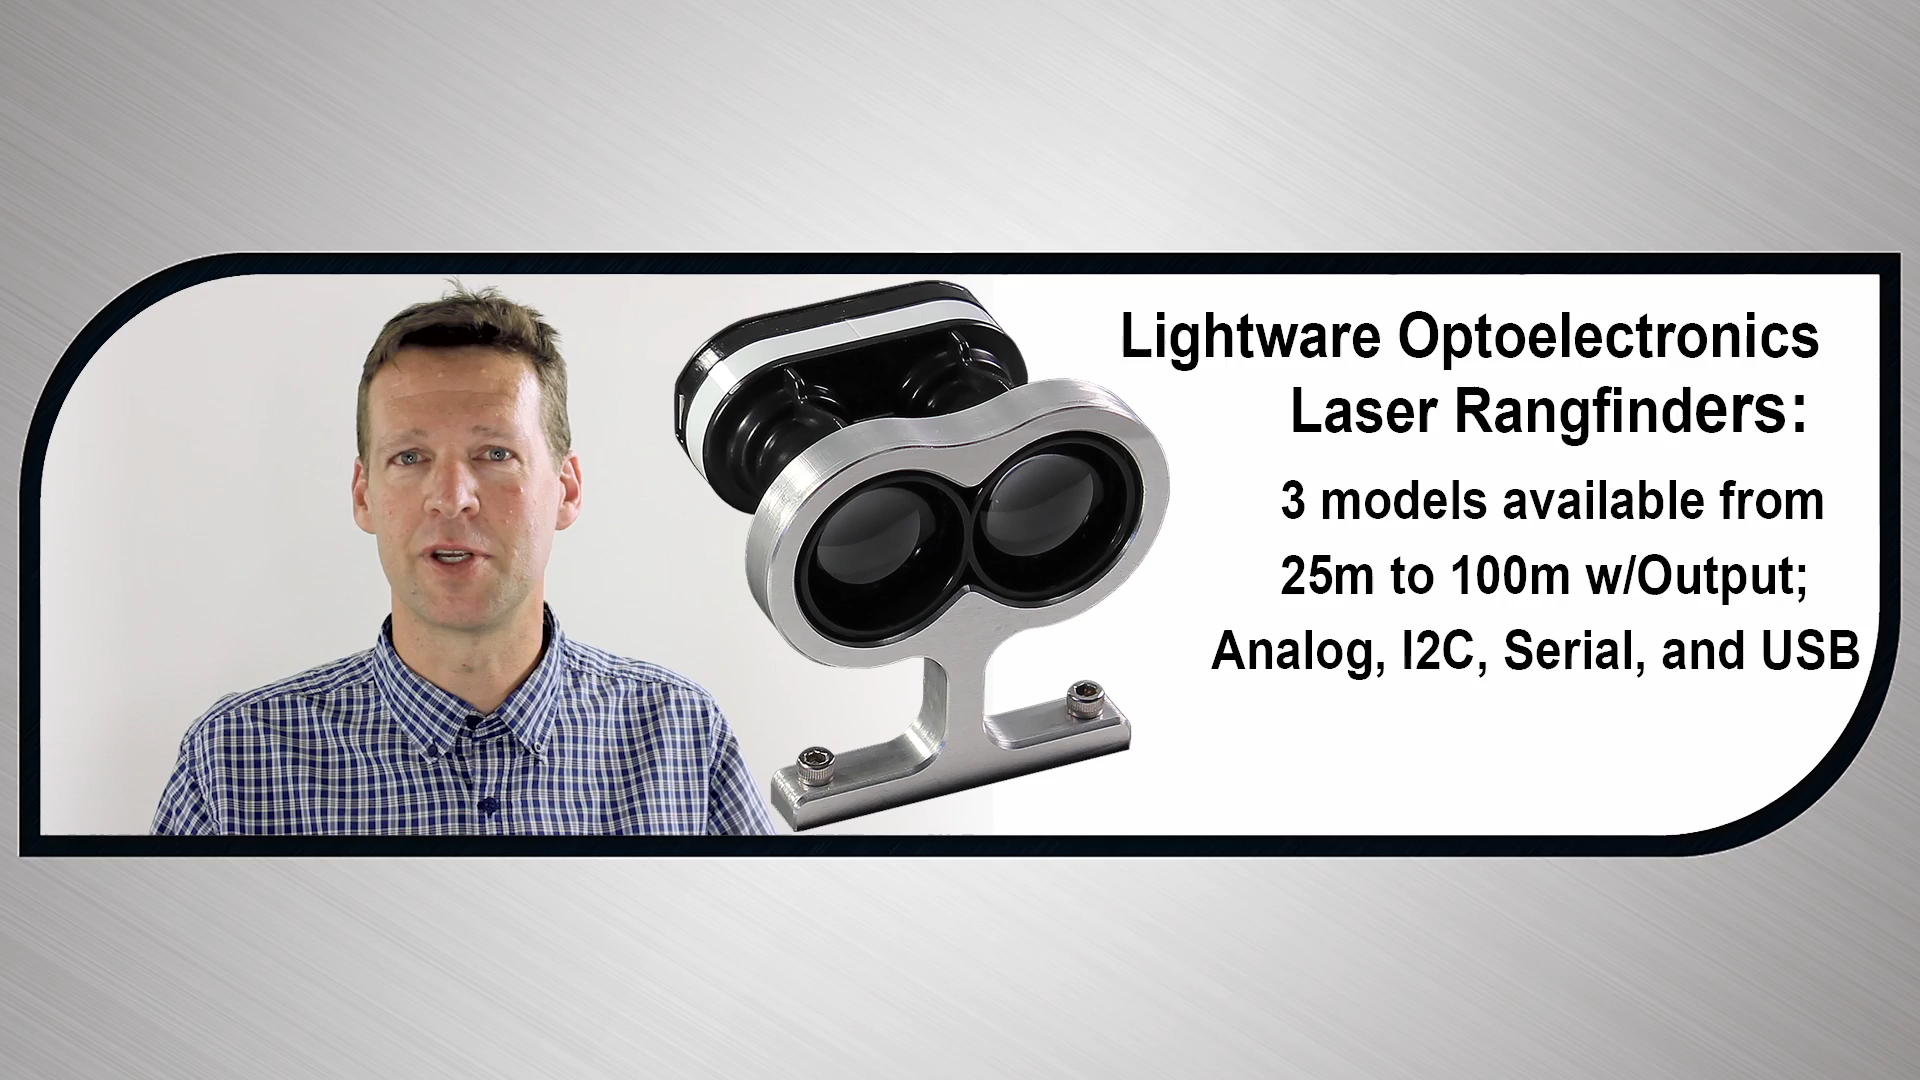 Lightware Optoelectronics
Laser Rangfinders:
3 models available from
25m to 100m w/Output;
Analog, I2C, Serial, and USB